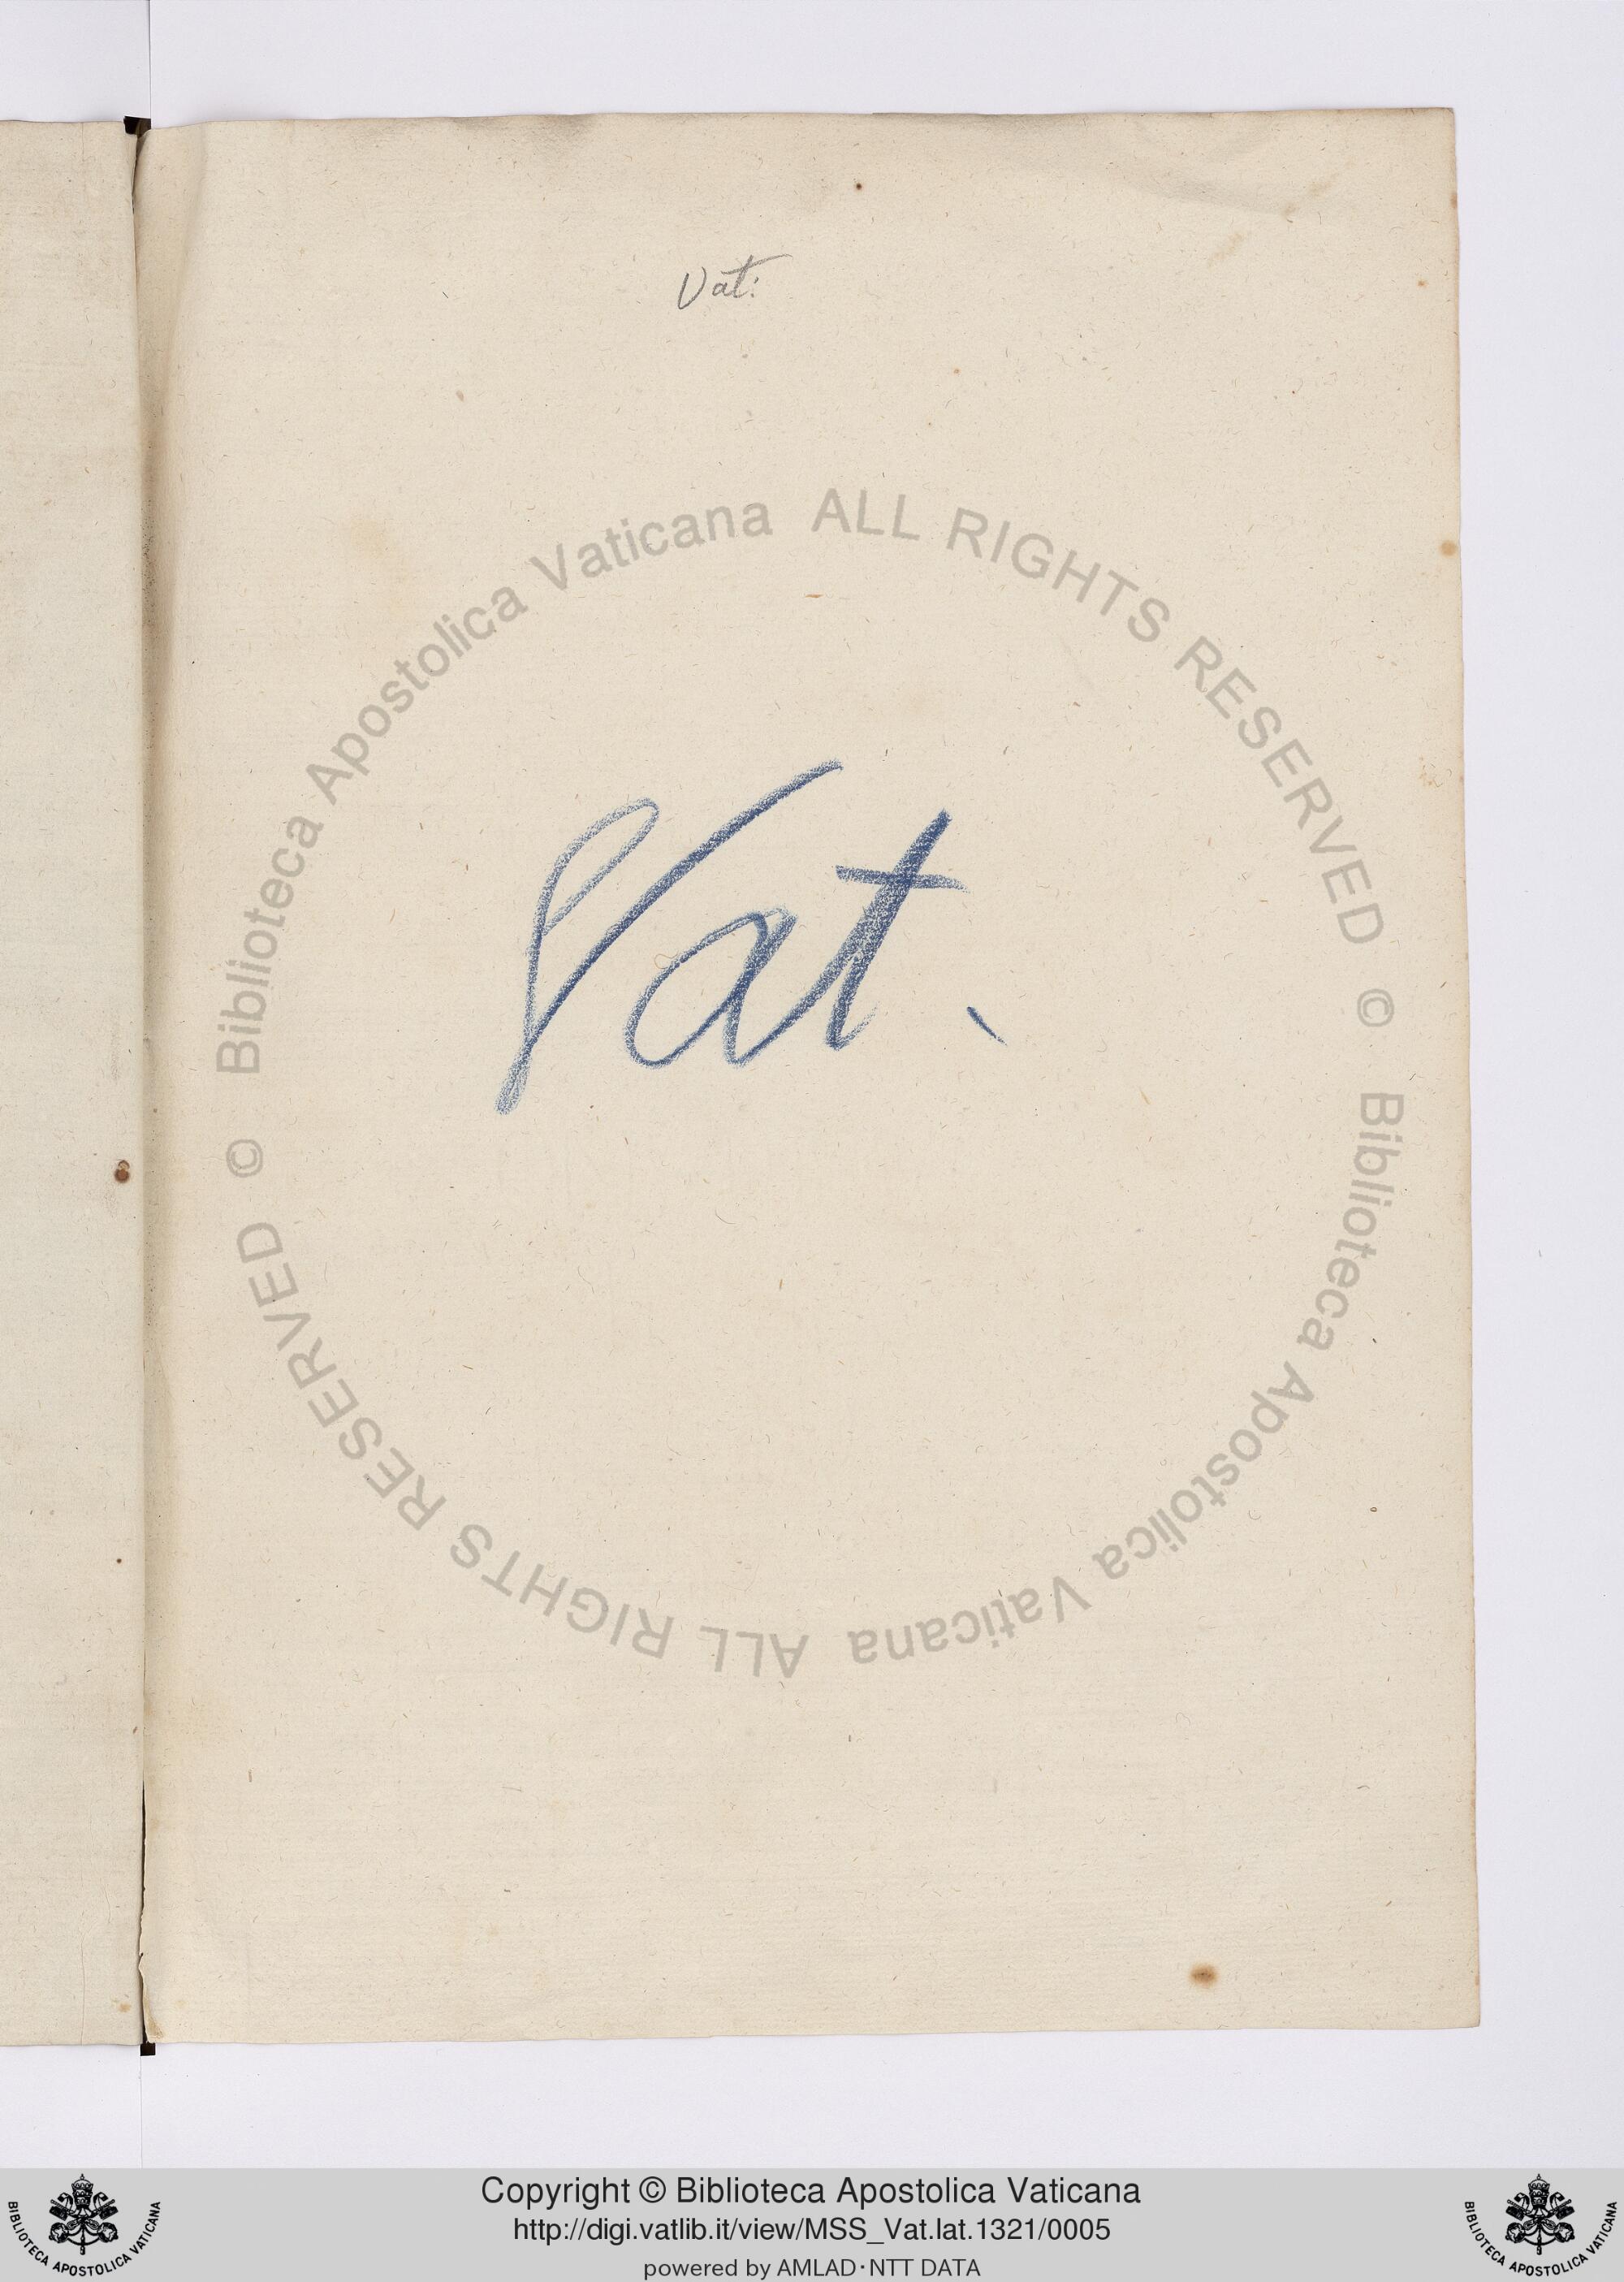 Vat:
Vat.
© Biblioteca Apostolica Vaticana ALL RIGHTS RESERVED
© Biblioteca Apostolica Vaticana ALL RIGHTS RESERVED
Copyright © Biblioteca Apostolica Vaticana
http://digi.vatlib.it/view/MSS_Vat.lat.1321/0005
powered by AMLAD·NTT DATA
BIBLIOTECA APOSTOLICA VATICANA
BIBLIOTECA APOSTOLICA VATICANA